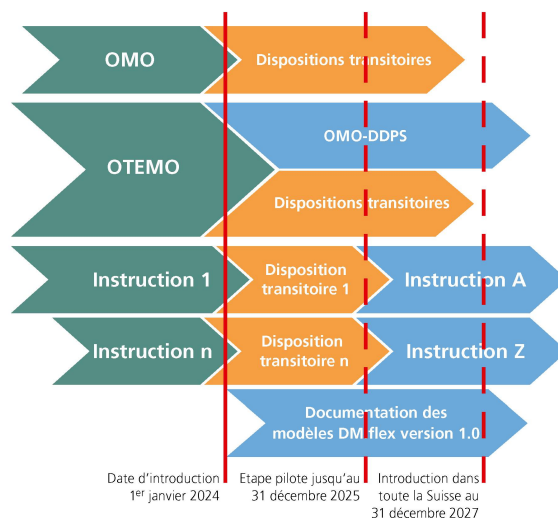 OMO
Dispositions transitoires
OMO-DDPS
OTEMO
Dispositions transitoires
Instruction 1
Disposition
transitoire 1
Instruction A
Instruction n
Disposition
transitoire n
Instruction Z
Documentation des
modèles DM.flex version 1.0
Date d'introduction
1er janvier 2024
Etape pilote jusqu'au
31 décembre 2025
Introduction dans
toute la Suisse au
31 décembre 2027